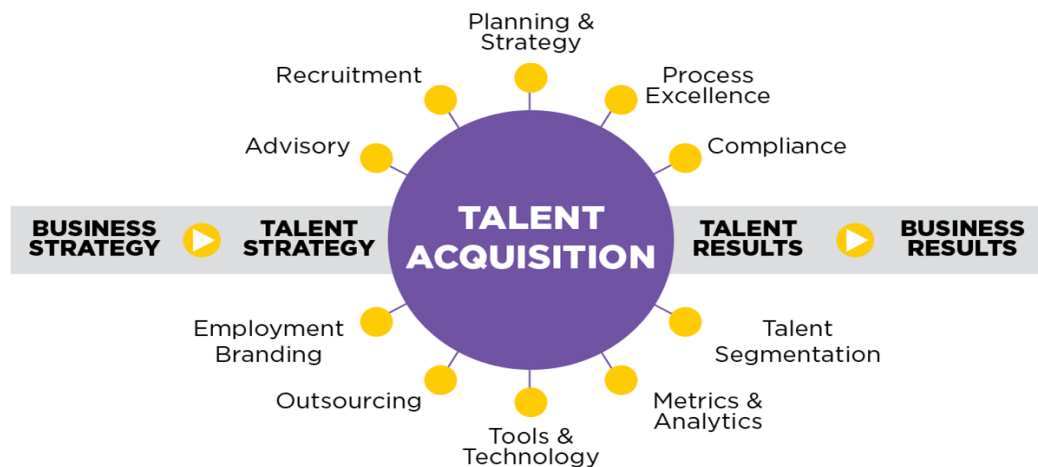 Planning &
Strategy
Recruitment
Process
Excellence
Advisory
Compliance
BUSINESS
STRATEGY
TALENT
STRATEGY
TALENT
ACQUISITION
TALENT
RESULTS
BUSINESS
RESULTS
Employment
Branding
Talent
Segmentation
Outsourcing
Metrics &
Analytics
Tools &
Technology